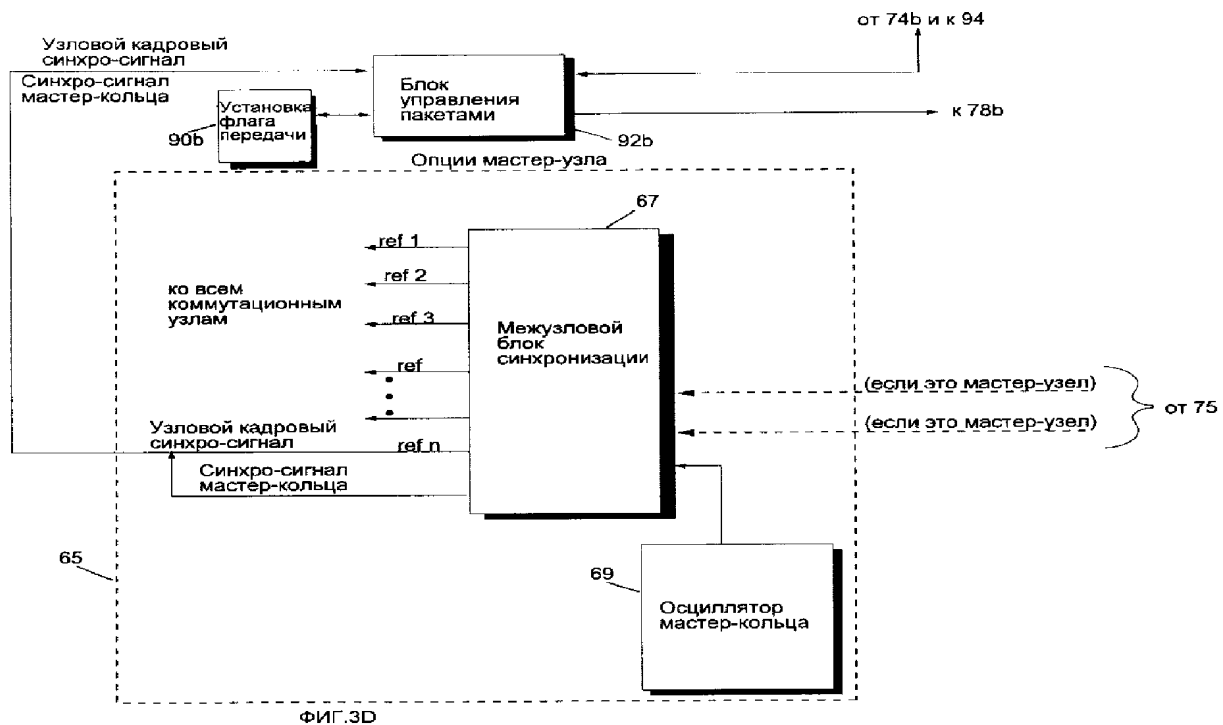 от 74b и к 94
Узловой кадровый
синхро-сигнал
Синхро-сигнал
мастер-кольца
Блок
управления
пакетами
Установка
флага
передачи
к 78b
90b
92b
Опции мастер-узла
67
ref 1
ref 2
ко всем
коммутационным
узлам
ref 3
Межузловой
блок
синхронизации
ref
(если это мастер-узел)
от 75
(если это мастер-узел)
Узловой кадровый
синхро-сигнал
ref n
Синхро-сигнал
мастер-кольца
65
69
Осциллятор
мастер-кольца
ФИГ.3D